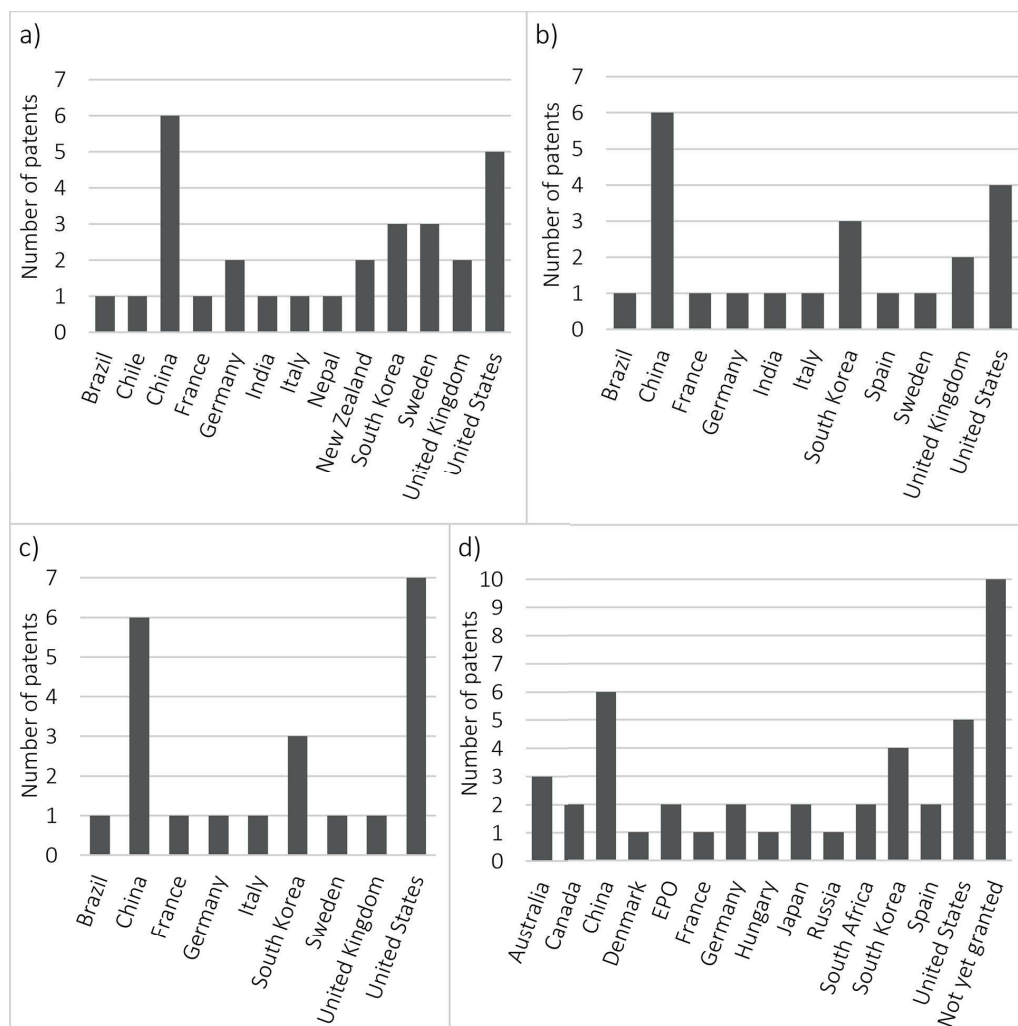 a)
Number of patents
7
6
5
4
3
2
1
0
Brazil
Chile
China
France
Germany
India
Italy
Nepal
New Zealand
South Korea
Sweden
United Kingdom
United States
b)
Number of patents
7
6
5
4
3
2
1
0
Brazil
China
France
Germany
India
Italy
South Korea
Spain
Sweden
United Kingdom
United States
c)
Number of patents
7
6
5
4
3
2
1
0
Brazil
China
France
Germany
Italy
South Korea
Sweden
United Kingdom
United States
d)
Number of patents
10
9
8
7
6
5
4
3
2
1
0
Australia
Canada
China
Denmark
EPO
France
Germany
Hungary
Japan
Russia
South Africa
South Korea
Spain
United States
Not yet granted